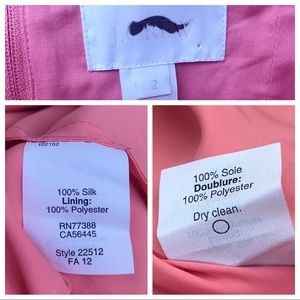 J.CREW
2
102162
100% Silk
Lining:
100% Polyester
RN77388
CA56445
Style 22512
FA 12
100% Soie
Doublure:
100% Polyester
Dry clean.